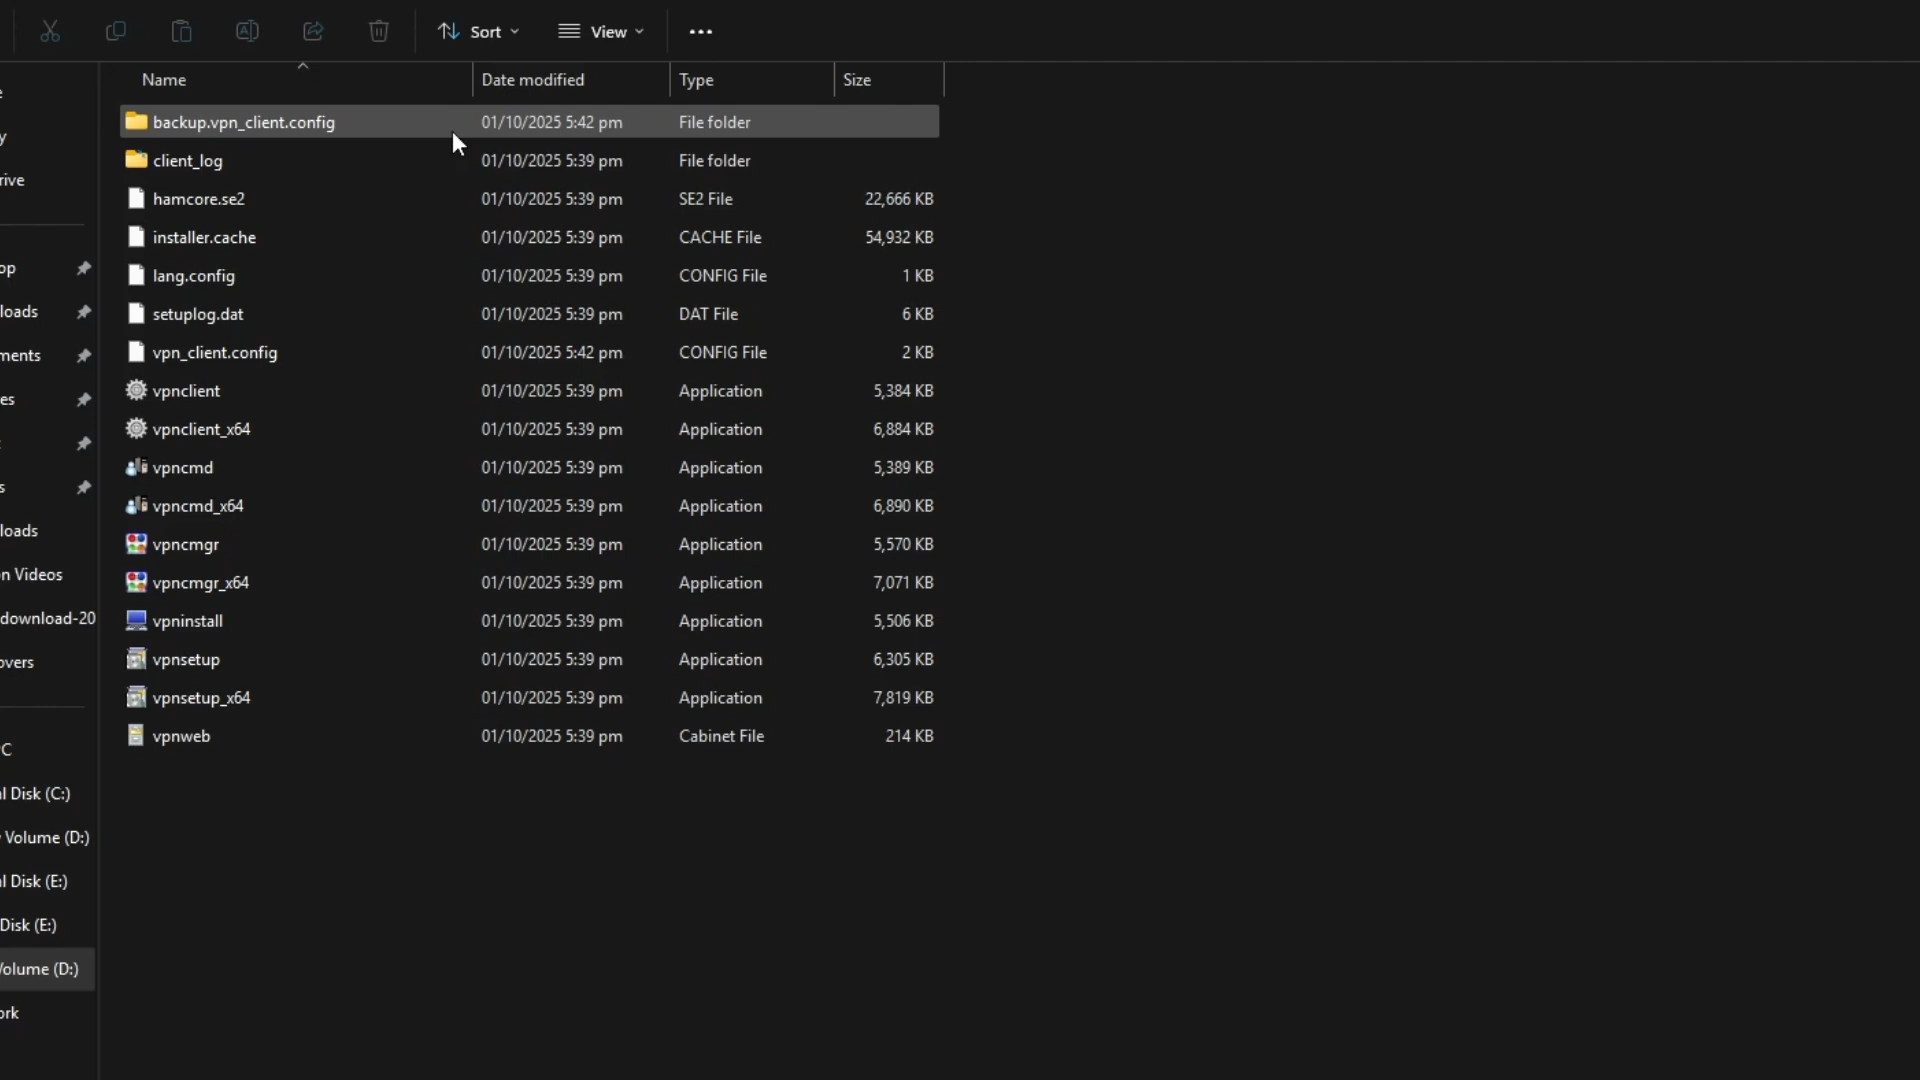 Sort View
Name Date modified Type Size
e
backup.vpn_client.config 01/10/2025 5:42 pm File folder
y
client_log 01/10/2025 5:39 pm File folder
rive
hamcore.se2 01/10/2025 5:39 pm SE2 File 22,666 KB
installer.cache 01/10/2025 5:39 pm CACHE File 54,932 KB
op
lang.config 01/10/2025 5:39 pm CONFIG File 1 KB
loads
setuplog.dat 01/10/2025 5:39 pm DAT File 6 KB
ments
vpn_client.config 01/10/2025 5:42 pm CONFIG File 2 KB
es
vpnclient 01/10/2025 5:39 pm Application 5,384 KB
vpnclient_x64 01/10/2025 5:39 pm Application 6,884 KB
vpncmd 01/10/2025 5:39 pm Application 5,389 KB
s
vpncmd_x64 01/10/2025 5:39 pm Application 6,890 KB
loads
vpncmgr 01/10/2025 5:39 pm Application 5,570 KB
n Videos
vpncmgr_x64 01/10/2025 5:39 pm Application 7,071 KB
download-20
vpninstall 01/10/2025 5:39 pm Application 5,506 KB
overs
vpnsetup 01/10/2025 5:39 pm Application 6,305 KB
vpnsetup_x64 01/10/2025 5:39 pm Application 7,819 KB
vpnweb 01/10/2025 5:39 pm Cabinet File 214 KB
C
l Disk (C:)
Volume (D:)
l Disk (E:)
Disk (E:)
Volume (D:)
ork